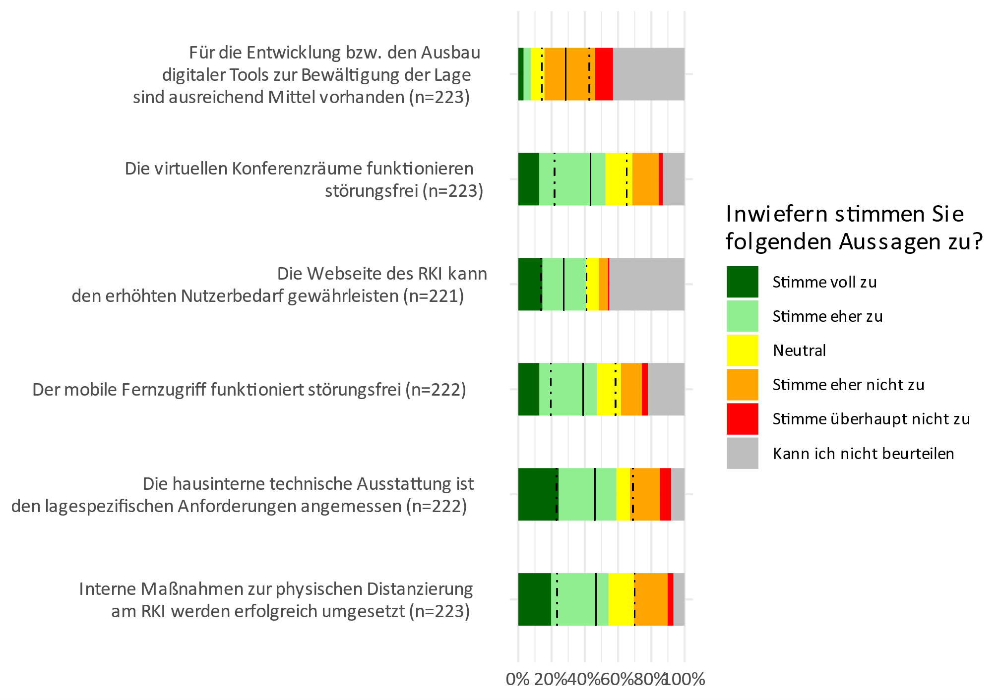 Für die Entwicklung bzw. den Ausbau
digitaler Tools zur Bewältigung der Lage
sind ausreichend Mittel vorhanden (n=223)
Die virtuellen Konferenzräume funktionieren
störungsfrei (n=223)
Die Webseite des RKI kann
den erhöhten Nutzerbedarf gewährleisten (n=221)
Der mobile Fernzugriff funktioniert störungsfrei (n=222)
Die hausinterne technische Ausstattung ist
den lagespezifischen Anforderungen angemessen (n=222)
Interne Maßnahmen zur physischen Distanzierung
am RKI werden erfolgreich umgesetzt (n=223)
0% 20% 40% 60% 80% 100%
Inwiefern stimmen Sie
folgenden Aussagen zu?
Stimme voll zu
Stimme eher zu
Neutral
Stimme eher nicht zu
Stimme überhaupt nicht zu
Kann ich nicht beurteilen